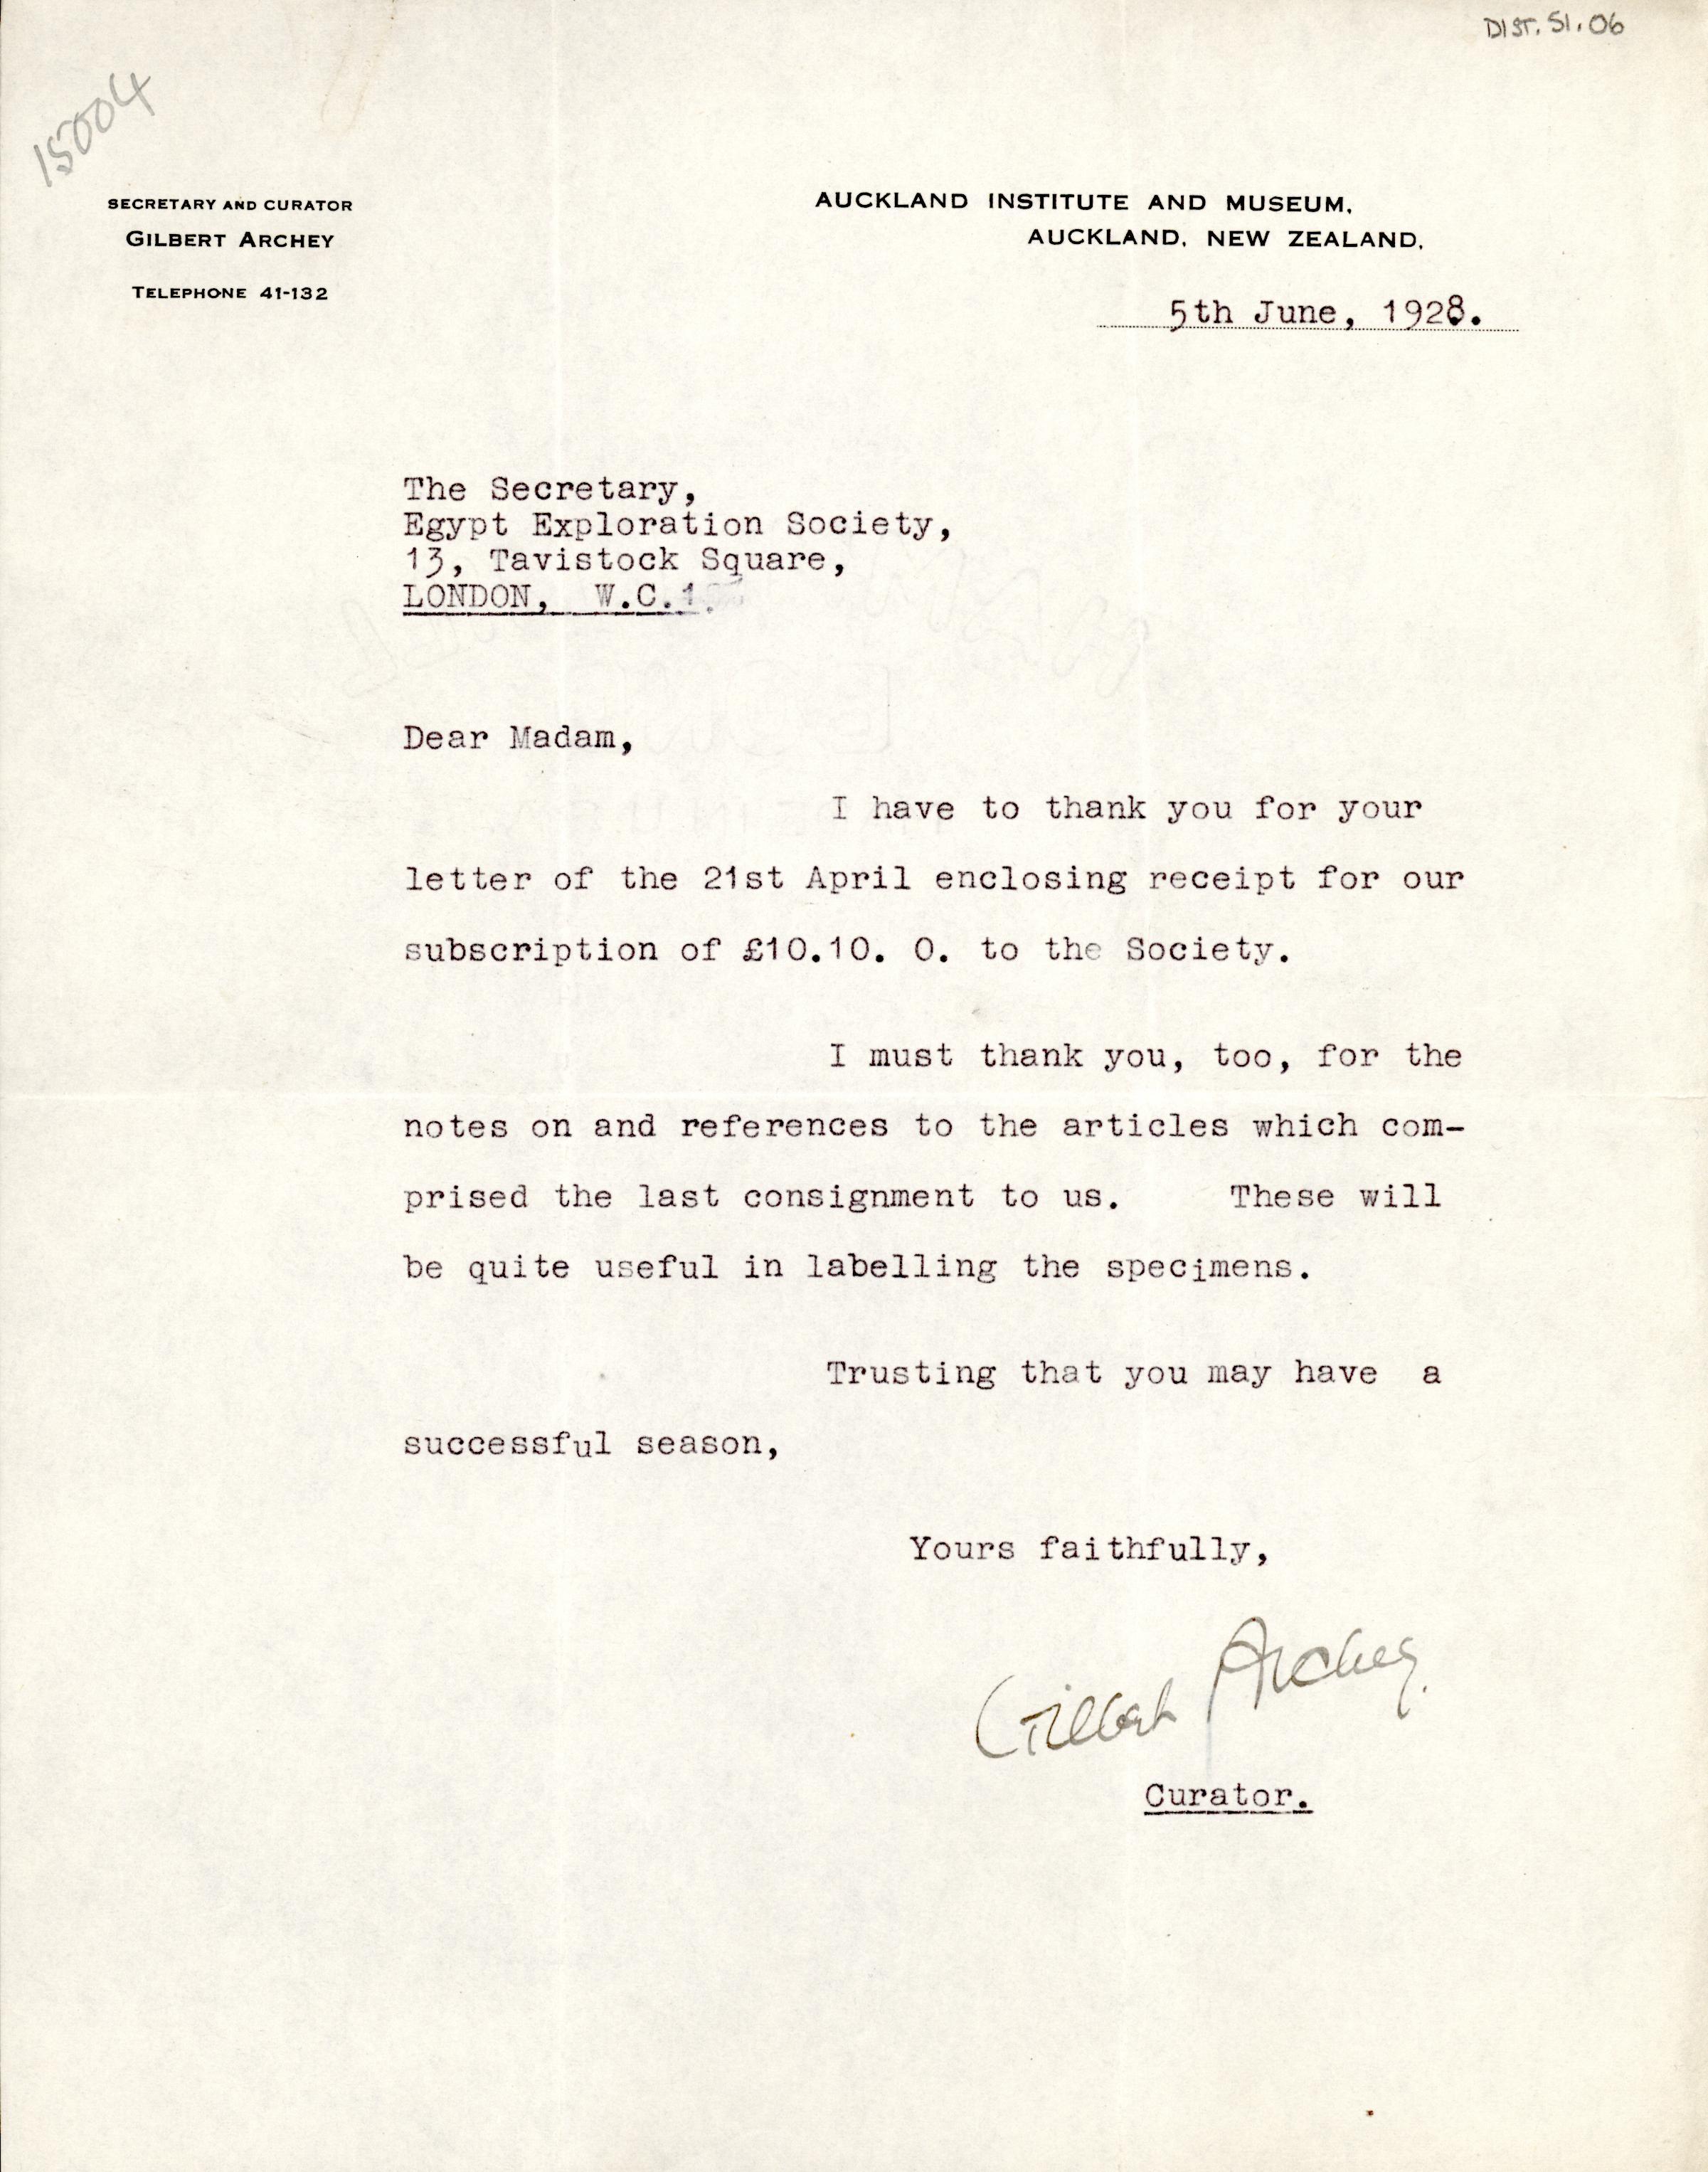 DIST. 51.06
15004
SECRETARY AND CURATOR
GILBERT ARCHEY
TELEPHONE 41-132
AUCKLAND INSTITUTE AND MUSEUM,
AUCKLAND, NEW ZEALAND,
5th June, 1928.
The Secretary,
Egypt Exploration Society,
13, Tavistock Square,
LONDON, W.C.1.
Dear Madam,
I have to thank you for your
letter of the 21st April enclosing receipt for our
subscription of £10.10. 0. to the Society.
I must thank you, too, for the
notes on and references to the articles which com-
prised the last consignment to us. These will
be quite useful in labelling the specimens.
Trusting that you may have a
successful season,
Yours faithfully,
Gilbert Archey.
Curator.